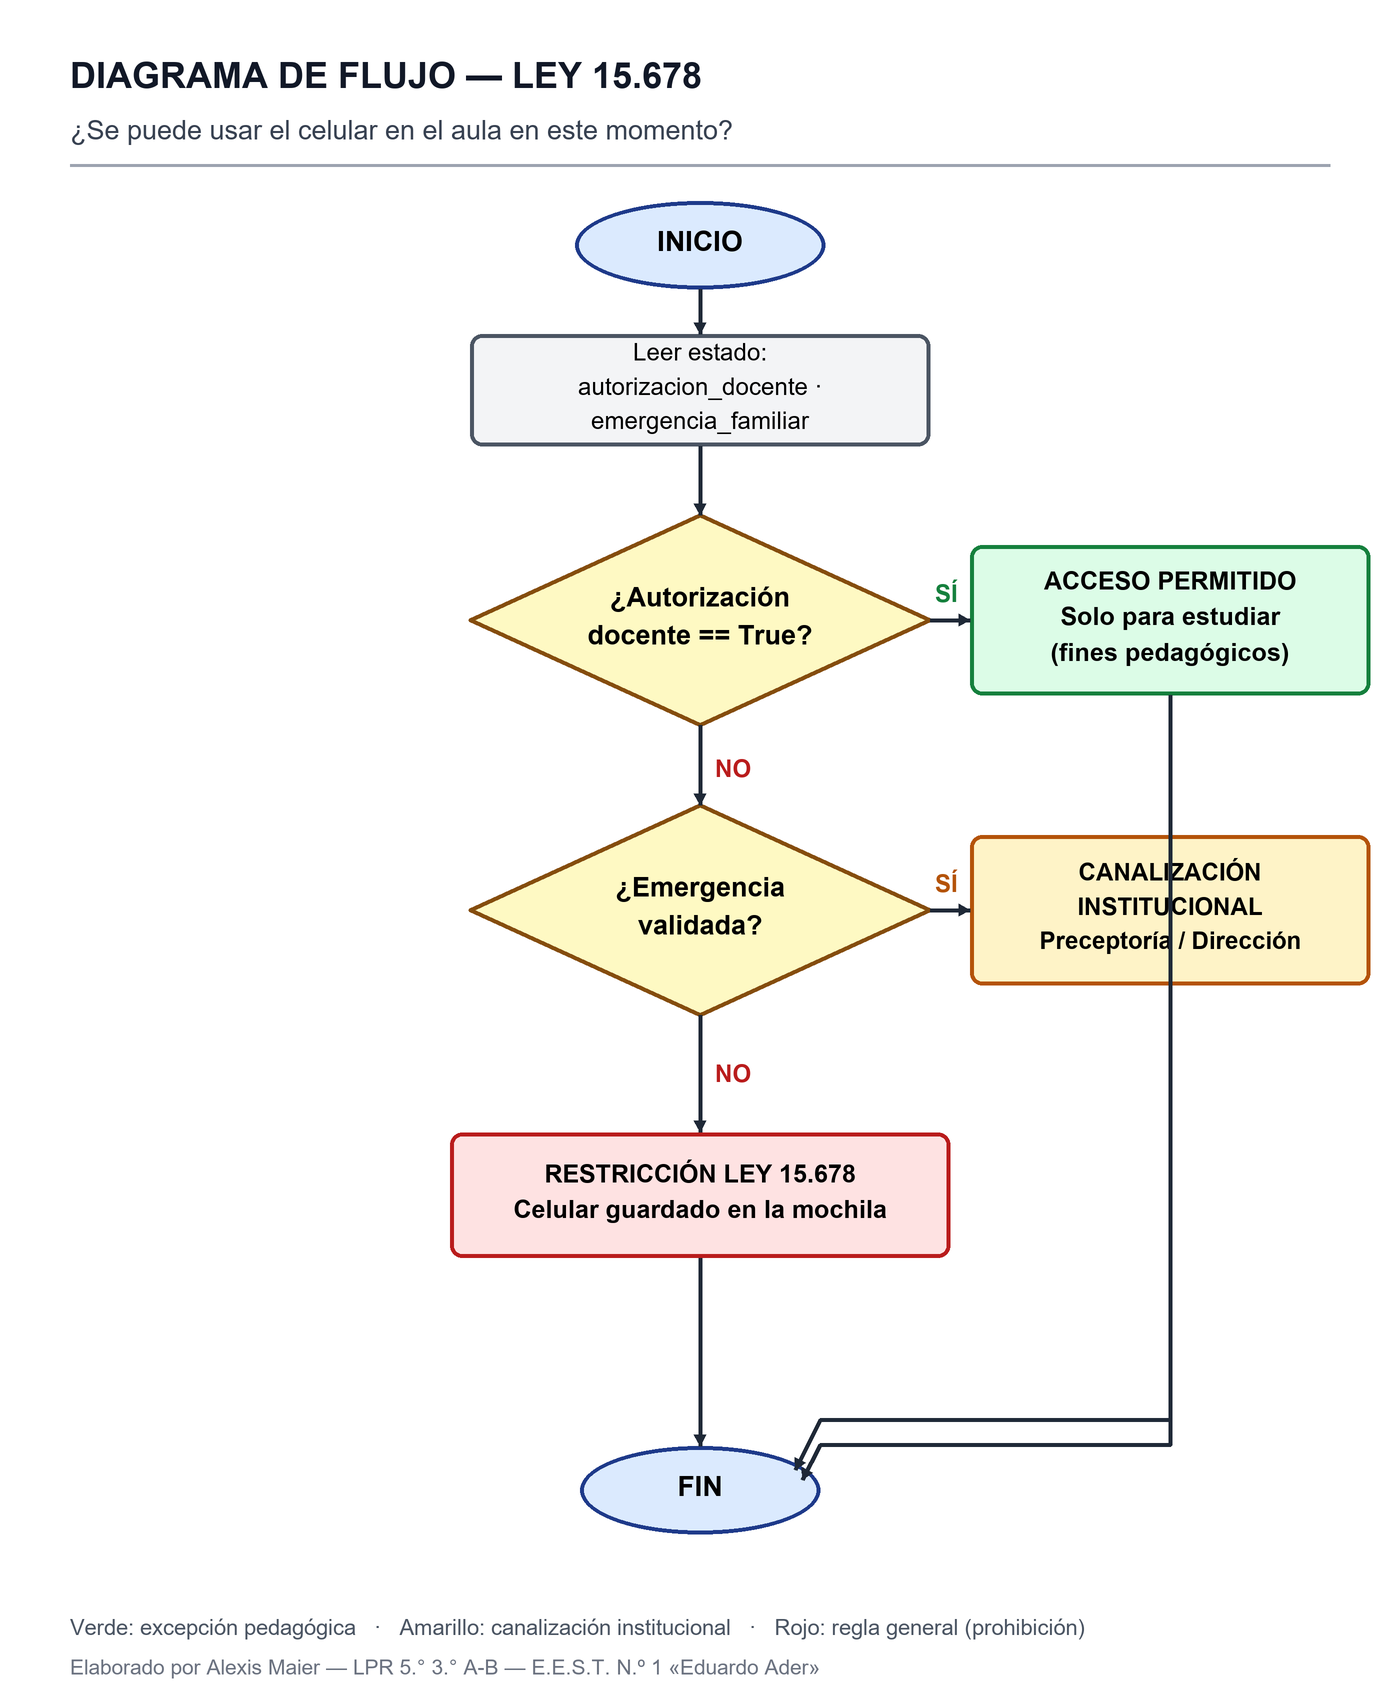 DIAGRAMA DE FLUJO — LEY 15.678
¿Se puede usar el celular en el aula en este momento?
INICIO
Leer estado:
autorizacion_docente ·
emergencia_familiar
¿Autorización
docente == True?
SÍ
ACCESO PERMITIDO
Solo para estudiar
(fines pedagógicos)
NO
¿Emergencia
validada?
SÍ
CANALIZACIÓN
INSTITUCIONAL
Preceptoría / Dirección
NO
RESTRICCIÓN LEY 15.678
Celular guardado en la mochila
FIN
Verde: excepción pedagógica · Amarillo: canalización institucional · Rojo: regla general (prohibición)
Elaborado por Alexis Maier — LPR 5.° 3.° A-B — E.E.S.T. N.º 1 «Eduardo Ader»